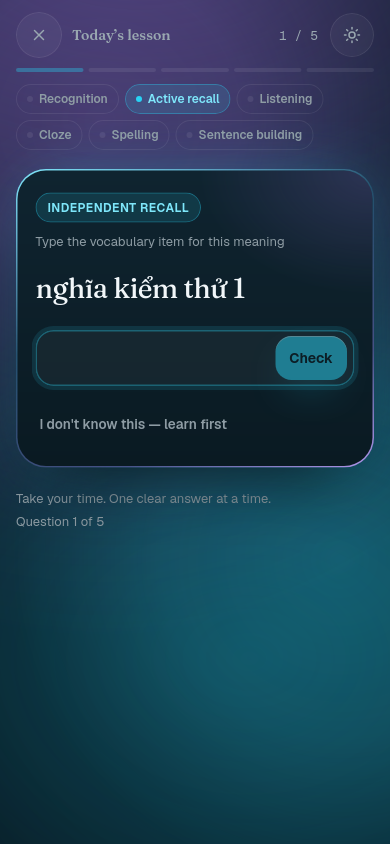 Today's lesson
1 / 5
Recognition
Active recall
Listening
Cloze
Spelling
Sentence building
INDEPENDENT RECALL
Type the vocabulary item for this meaning
nghĩa kiểm thử 1
Check
I don't know this — learn first
Take your time. One clear answer at a time.
Question 1 of 5